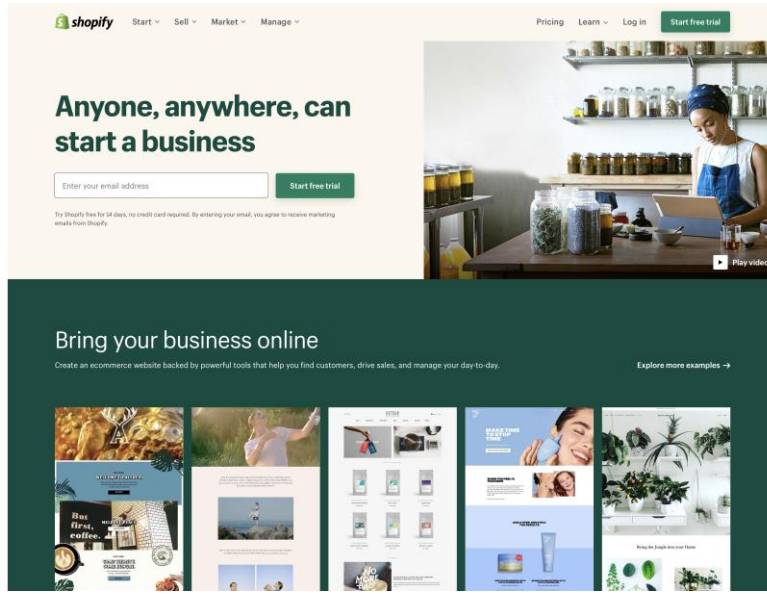 shopify Start Sell Market Manage Pricing Learn Log in Start free trial
Anyone, anywhere, can
start a business
Enter your email address Start free trial
Try Shopify free for 14 days, no credit card required. By entering your email, you agree to receive marketing
emails from Shopify.
Play video
Bring your business online
Create an ecommerce website backed by powerful tools that help you find customers, drive sales, and manage your day-to-day. Explore more examples →
MAKE TIME
TO STOP
TIME
But
first,
coffee.
Bring the Jungle into your Home
NO
MORE
BAD